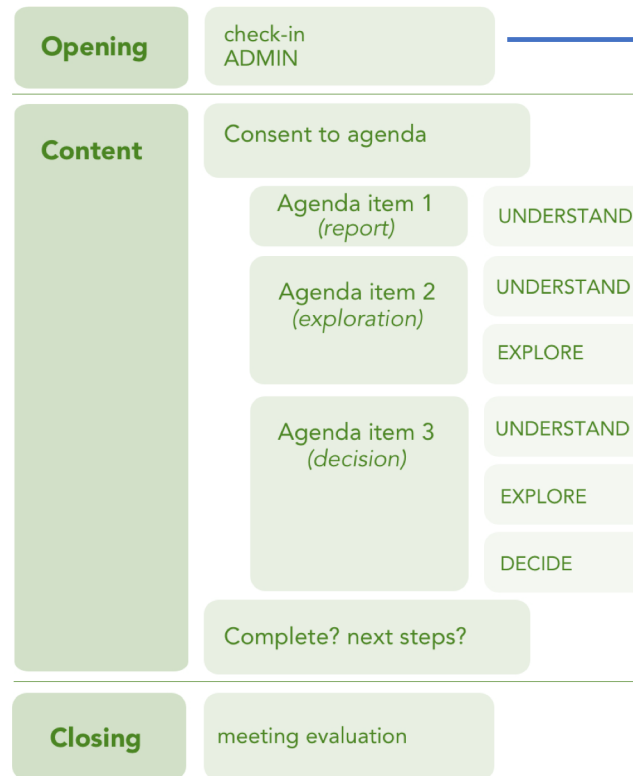 Opening
check-in
ADMIN
Content
Consent to agenda
Agenda item 1
(report)
UNDERSTAND
Agenda item 2
(exploration)
UNDERSTAND
EXPLORE
Agenda item 3
(decision)
UNDERSTAND
EXPLORE
DECIDE
Complete? next steps?
Closing
meeting evaluation